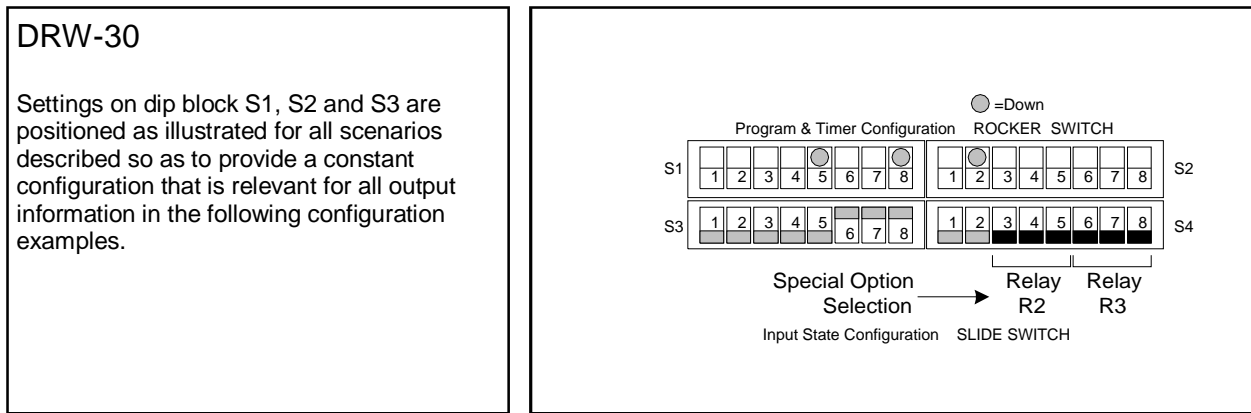 DRW-30
Settings on dip block S1, S2 and S3 are
positioned as illustrated for all scenarios
described so as to provide a constant
configuration that is relevant for all output
information in the following configuration
examples.
=Down
Program & Timer Configuration ROCKER SWITCH
S1 1 2 3 4 5 6 7 8 1 2 3 4 5 6 7 8 S2
S3 1 2 3 4 5 6 7 8 1 2 3 4 5 6 7 8 S4
Special Option Relay Relay
Selection R2 R3
Input State Configuration SLIDE SWITCH